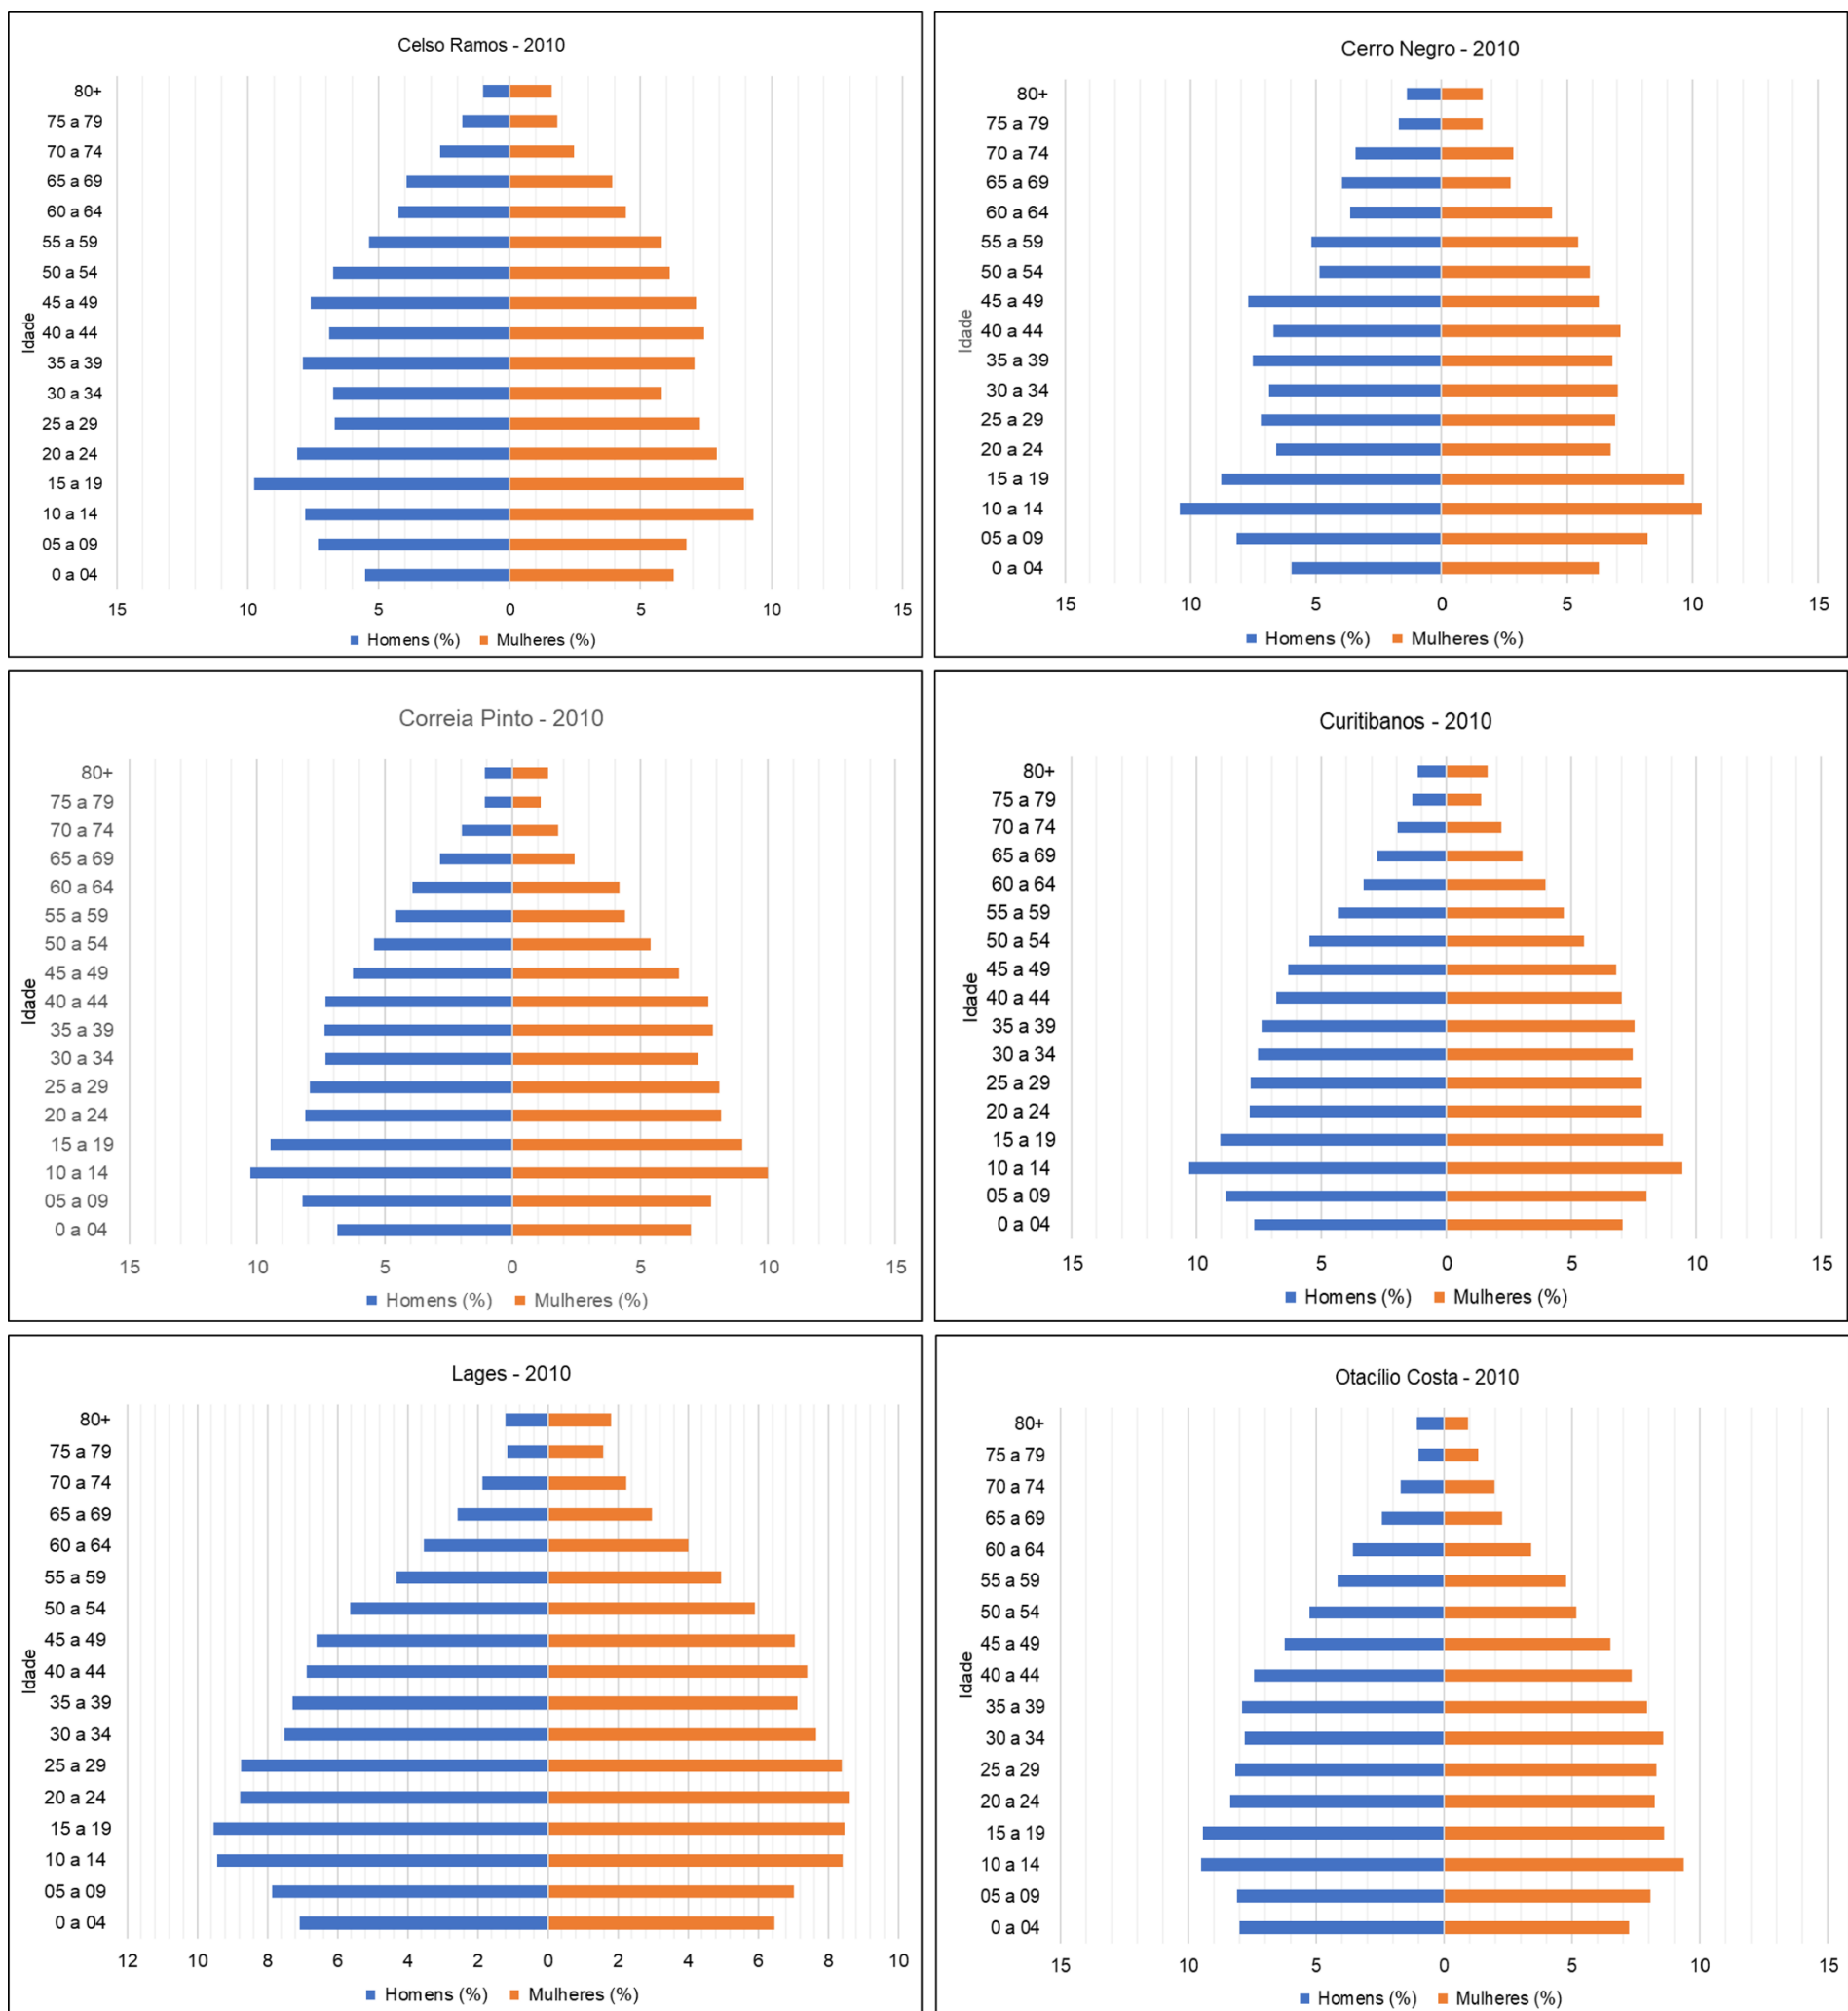 Celso Ramos - 2010
Idade
80+
75 a 79
70 a 74
65 a 69
60 a 64
55 a 59
50 a 54
45 a 49
40 a 44
35 a 39
30 a 34
25 a 29
20 a 24
15 a 19
10 a 14
05 a 09
0 a 04
15 10 5 0 5 10 15
Homens (%) Mulheres (%)
Cerro Negro - 2010
Idade
80+
75 a 79
70 a 74
65 a 69
60 a 64
55 a 59
50 a 54
45 a 49
40 a 44
35 a 39
30 a 34
25 a 29
20 a 24
15 a 19
10 a 14
05 a 09
0 a 04
15 10 5 0 5 10 15
Homens (%) Mulheres (%)
Correia Pinto - 2010
Idade
80+
75 a 79
70 a 74
65 a 69
60 a 64
55 a 59
50 a 54
45 a 49
40 a 44
35 a 39
30 a 34
25 a 29
20 a 24
15 a 19
10 a 14
05 a 09
0 a 04
15 10 5 0 5 10 15
Homens (%) Mulheres (%)
Curitibanos - 2010
Idade
80+
75 a 79
70 a 74
65 a 69
60 a 64
55 a 59
50 a 54
45 a 49
40 a 44
35 a 39
30 a 34
25 a 29
20 a 24
15 a 19
10 a 14
05 a 09
0 a 04
15 10 5 0 5 10 15
Homens (%) Mulheres (%)
Lages - 2010
Idade
80+
75 a 79
70 a 74
65 a 69
60 a 64
55 a 59
50 a 54
45 a 49
40 a 44
35 a 39
30 a 34
25 a 29
20 a 24
15 a 19
10 a 14
05 a 09
0 a 04
12 10 8 6 4 2 0 2 4 6 8 10
Homens (%) Mulheres (%)
Otacílio Costa - 2010
Idade
80+
75 a 79
70 a 74
65 a 69
60 a 64
55 a 59
50 a 54
45 a 49
40 a 44
35 a 39
30 a 34
25 a 29
20 a 24
15 a 19
10 a 14
05 a 09
0 a 04
15 10 5 0 5 10 15
Homens (%) Mulheres (%)